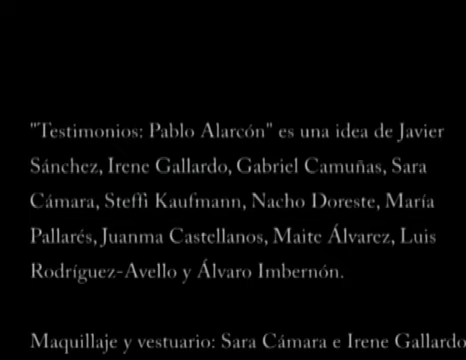 "Testimonios: Pablo Alarcón" es una idea de Javier
Sánchez, Irene Gallardo, Gabriel Camuñas, Sara
Cámara, Steffi Kaufmann, Nacho Doreste, María
Pallarés, Juanma Castellanos, Maite Álvarez, Luis
Rodríguez-Avello y Álvaro Imbernón.
Maquillaje y vestuario: Sara Cámara e Irene Gallardo